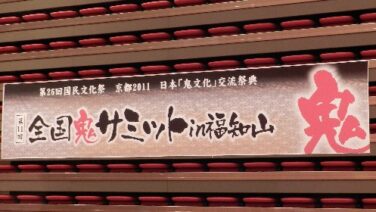 第26回国民文化祭 京都2011 日本「鬼文化」交流祭典
第11回
全国鬼サミットin福知山
鬼